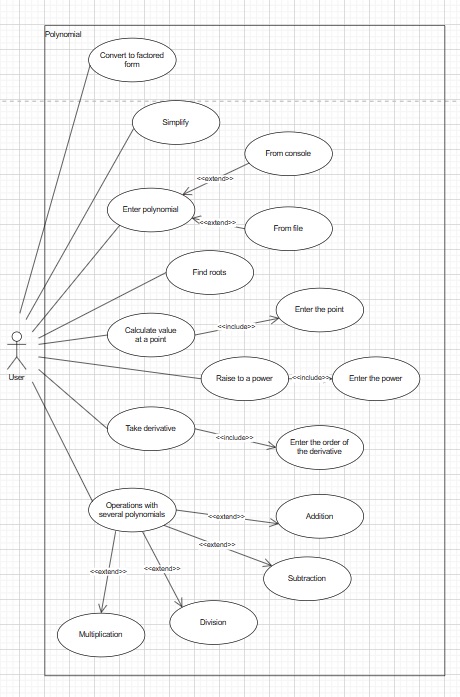 Polynomial
Convert to factored
form
Simplify
From console
<<extend>>
Enter polynomial
<<extend>>
From file
Find roots
Enter the point
<<include>>
Calculate value
at a point
User
Raise to a power
<<include>>
Enter the power
Take derivative
<<include>>
Enter the order of
the derivative
Operations with
several polynomials
<<extend>>
Addition
<<extend>>
<<extend>>
<<extend>>
Subtraction
Division
Multiplication